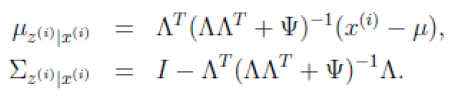 μ_{z^{(i)}|x^{(i)}} = Λ^T(ΛΛ^T + Ψ)^{-1}(x^{(i)} − μ),
Σ_{z^{(i)}|x^{(i)}} = I − Λ^T(ΛΛ^T + Ψ)^{-1}Λ.